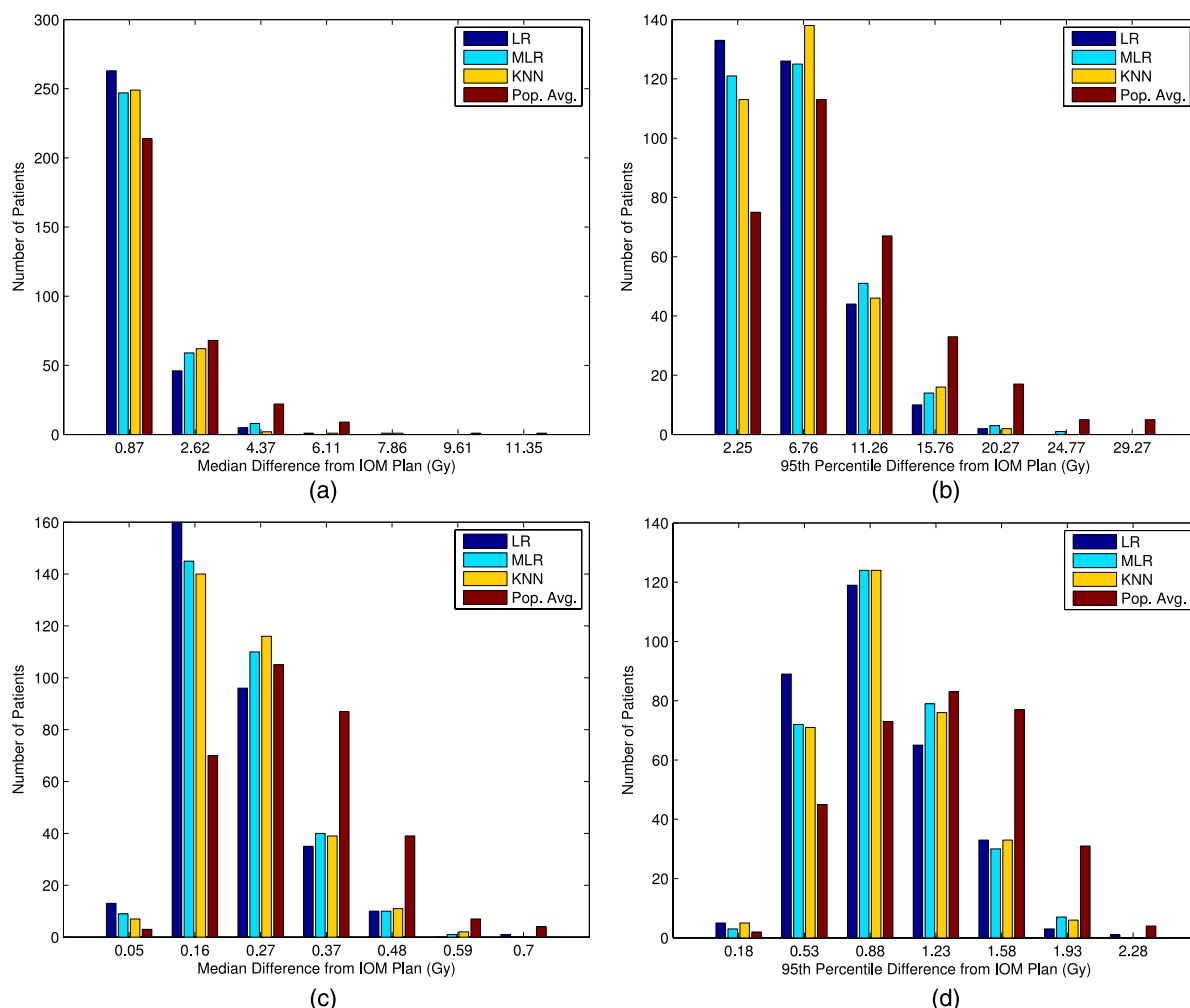 300
250
200
150
100
50
0
Number of Patients
LR
MLR
KNN
Pop. Avg.
0.87 2.62 4.37 6.11 7.86 9.61 11.35
Median Difference from IOM Plan (Gy)
(a)
140
120
100
80
60
40
20
0
Number of Patients
LR
MLR
KNN
Pop. Avg.
2.25 6.76 11.26 15.76 20.27 24.77 29.27
95th Percentile Difference from IOM Plan (Gy)
(b)
160
140
120
100
80
60
40
20
0
Number of Patients
LR
MLR
KNN
Pop. Avg.
0.05 0.16 0.27 0.37 0.48 0.59 0.7
Median Difference from IOM Plan (Gy)
(c)
140
120
100
80
60
40
20
0
Number of Patients
LR
MLR
KNN
Pop. Avg.
0.18 0.53 0.88 1.23 1.58 1.93 2.28
95th Percentile Difference from IOM Plan (Gy)
(d)